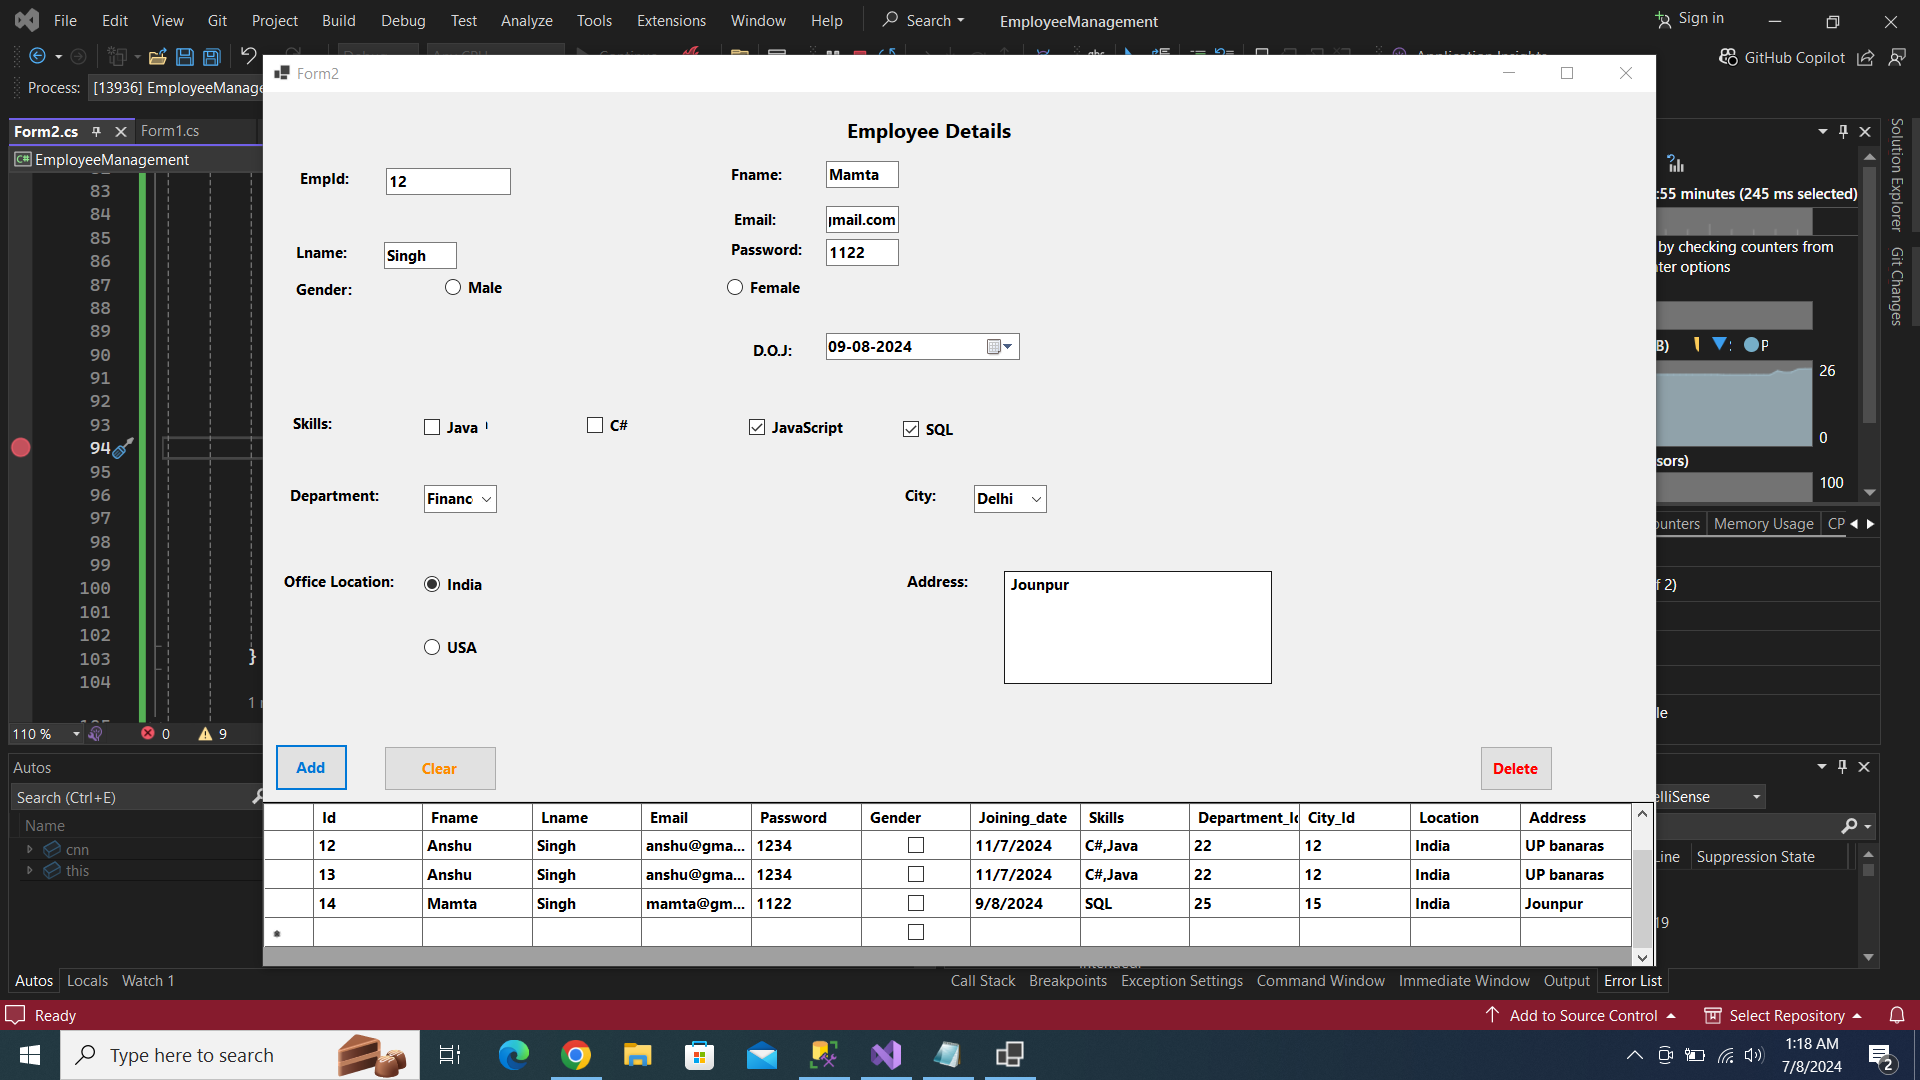 File Edit View Git Project Build Debug Test Analyze Tools Extensions Window Help Search EmployeeManagement Sign in
GitHub Copilot
Process: [13936] EmployeeManage
Form2
Form2.cs Form1.cs
EmployeeManagement
Employee Details
EmpId: 12 Fname: Mamta
Email: gmail.com
Lname: Singh Password: 1122
Gender: Male Female
D.O.J: 09-08-2024
Skills: Java C# JavaScript SQL
Department: Financ City: Delhi
Office Location: India Address: Jounpur
USA
Add Clear Delete
Id Fname Lname Email Password Gender Joining_date Skills Department_Ic City_Id Location Address
12 Anshu Singh anshu@gma... 1234 11/7/2024 C#,Java 22 12 India UP banaras
13 Anshu Singh anshu@gma... 1234 11/7/2024 C#,Java 22 12 India UP banaras
14 Mamta Singh mamta@gm... 1122 9/8/2024 SQL 25 15 India Jounpur
83
84
85
86
87
88
89
90
91
92
93
94
95
96
97
98
99
100
101
102
103 }
104
110 % 0 9
Autos
Search (Ctrl+E)
Name
cnn
this
Autos Locals Watch 1
:55 minutes (245 ms selected)
by checking counters from
ter options
B) P
26
0
sors)
100
ounters Memory Usage CP
f 2)
le
elliSense
ine Suppression State
19
Solution Explorer
Git Changes
Call Stack Breakpoints Exception Settings Command Window Immediate Window Output Error List
Ready Add to Source Control Select Repository
Type here to search
1:18 AM
7/8/2024
2